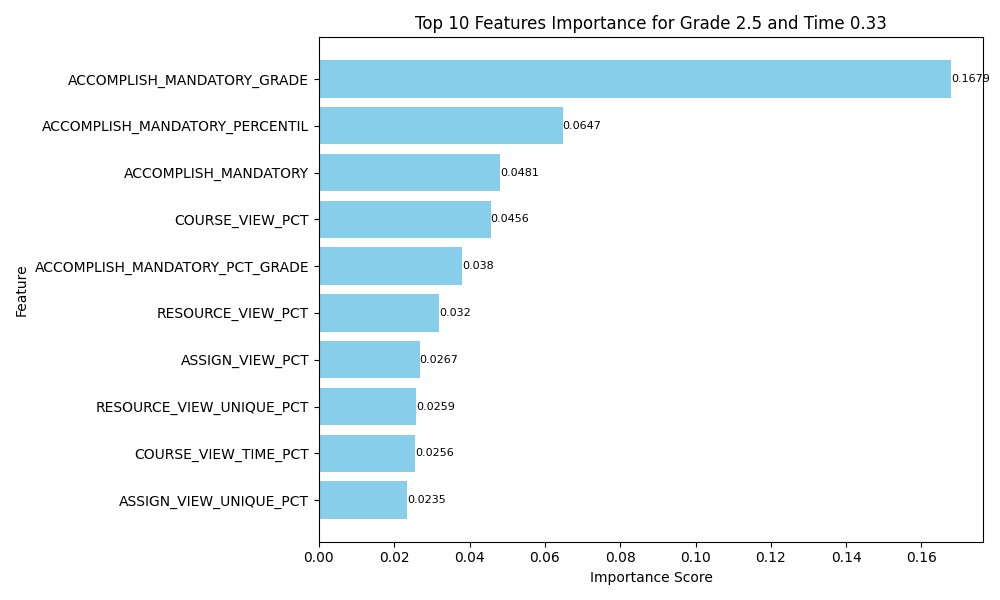 Top 10 Features Importance for Grade 2.5 and Time 0.33
Feature
ACCOMPLISH_MANDATORY_GRADE 0.1679
ACCOMPLISH_MANDATORY_PERCENTIL 0.0647
ACCOMPLISH_MANDATORY 0.0481
COURSE_VIEW_PCT 0.0456
ACCOMPLISH_MANDATORY_PCT_GRADE 0.038
RESOURCE_VIEW_PCT 0.032
ASSIGN_VIEW_PCT 0.0267
RESOURCE_VIEW_UNIQUE_PCT 0.0259
COURSE_VIEW_TIME_PCT 0.0256
ASSIGN_VIEW_UNIQUE_PCT 0.0235
0.00 0.02 0.04 0.06 0.08 0.10 0.12 0.14 0.16
Importance Score